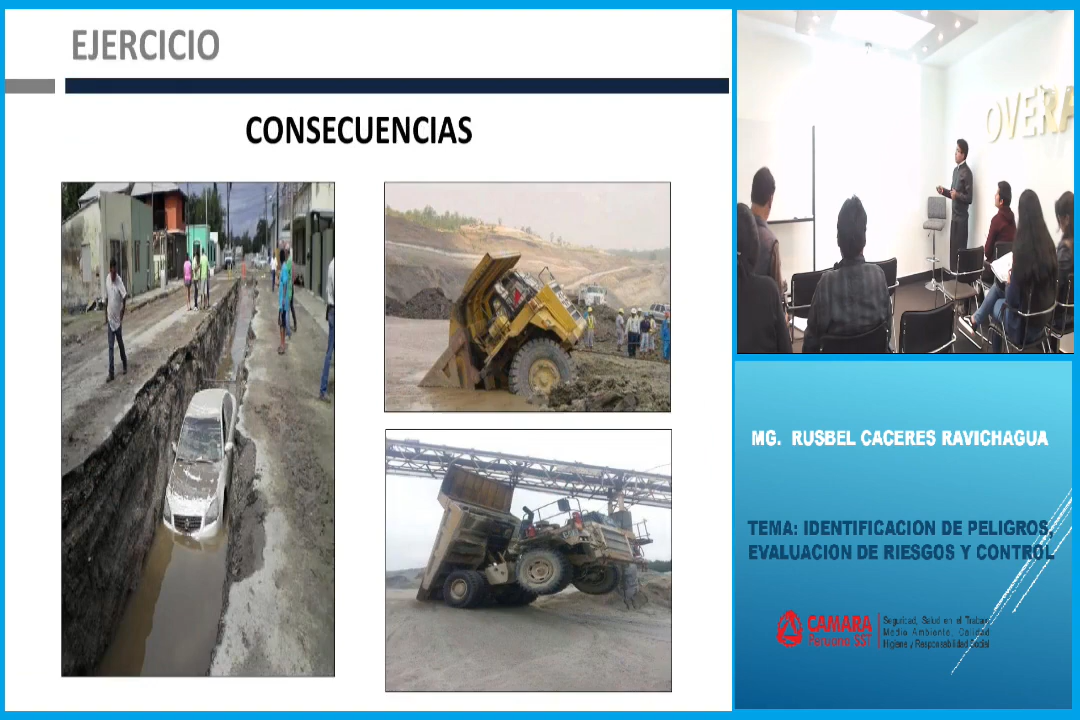 EJERCICIO
CONSECUENCIAS
OVERA
MG. RUSBEL CACERES RAVICHAGUA
TEMA: IDENTIFICACION DE PELIGROS,
EVALUACION DE RIESGOS Y CONTROL
CAMARA
Peruana SST
Seguridad, Salud en el Trabajo
Medio Ambiente, Calidad
Higiene y Responsabilidad Social